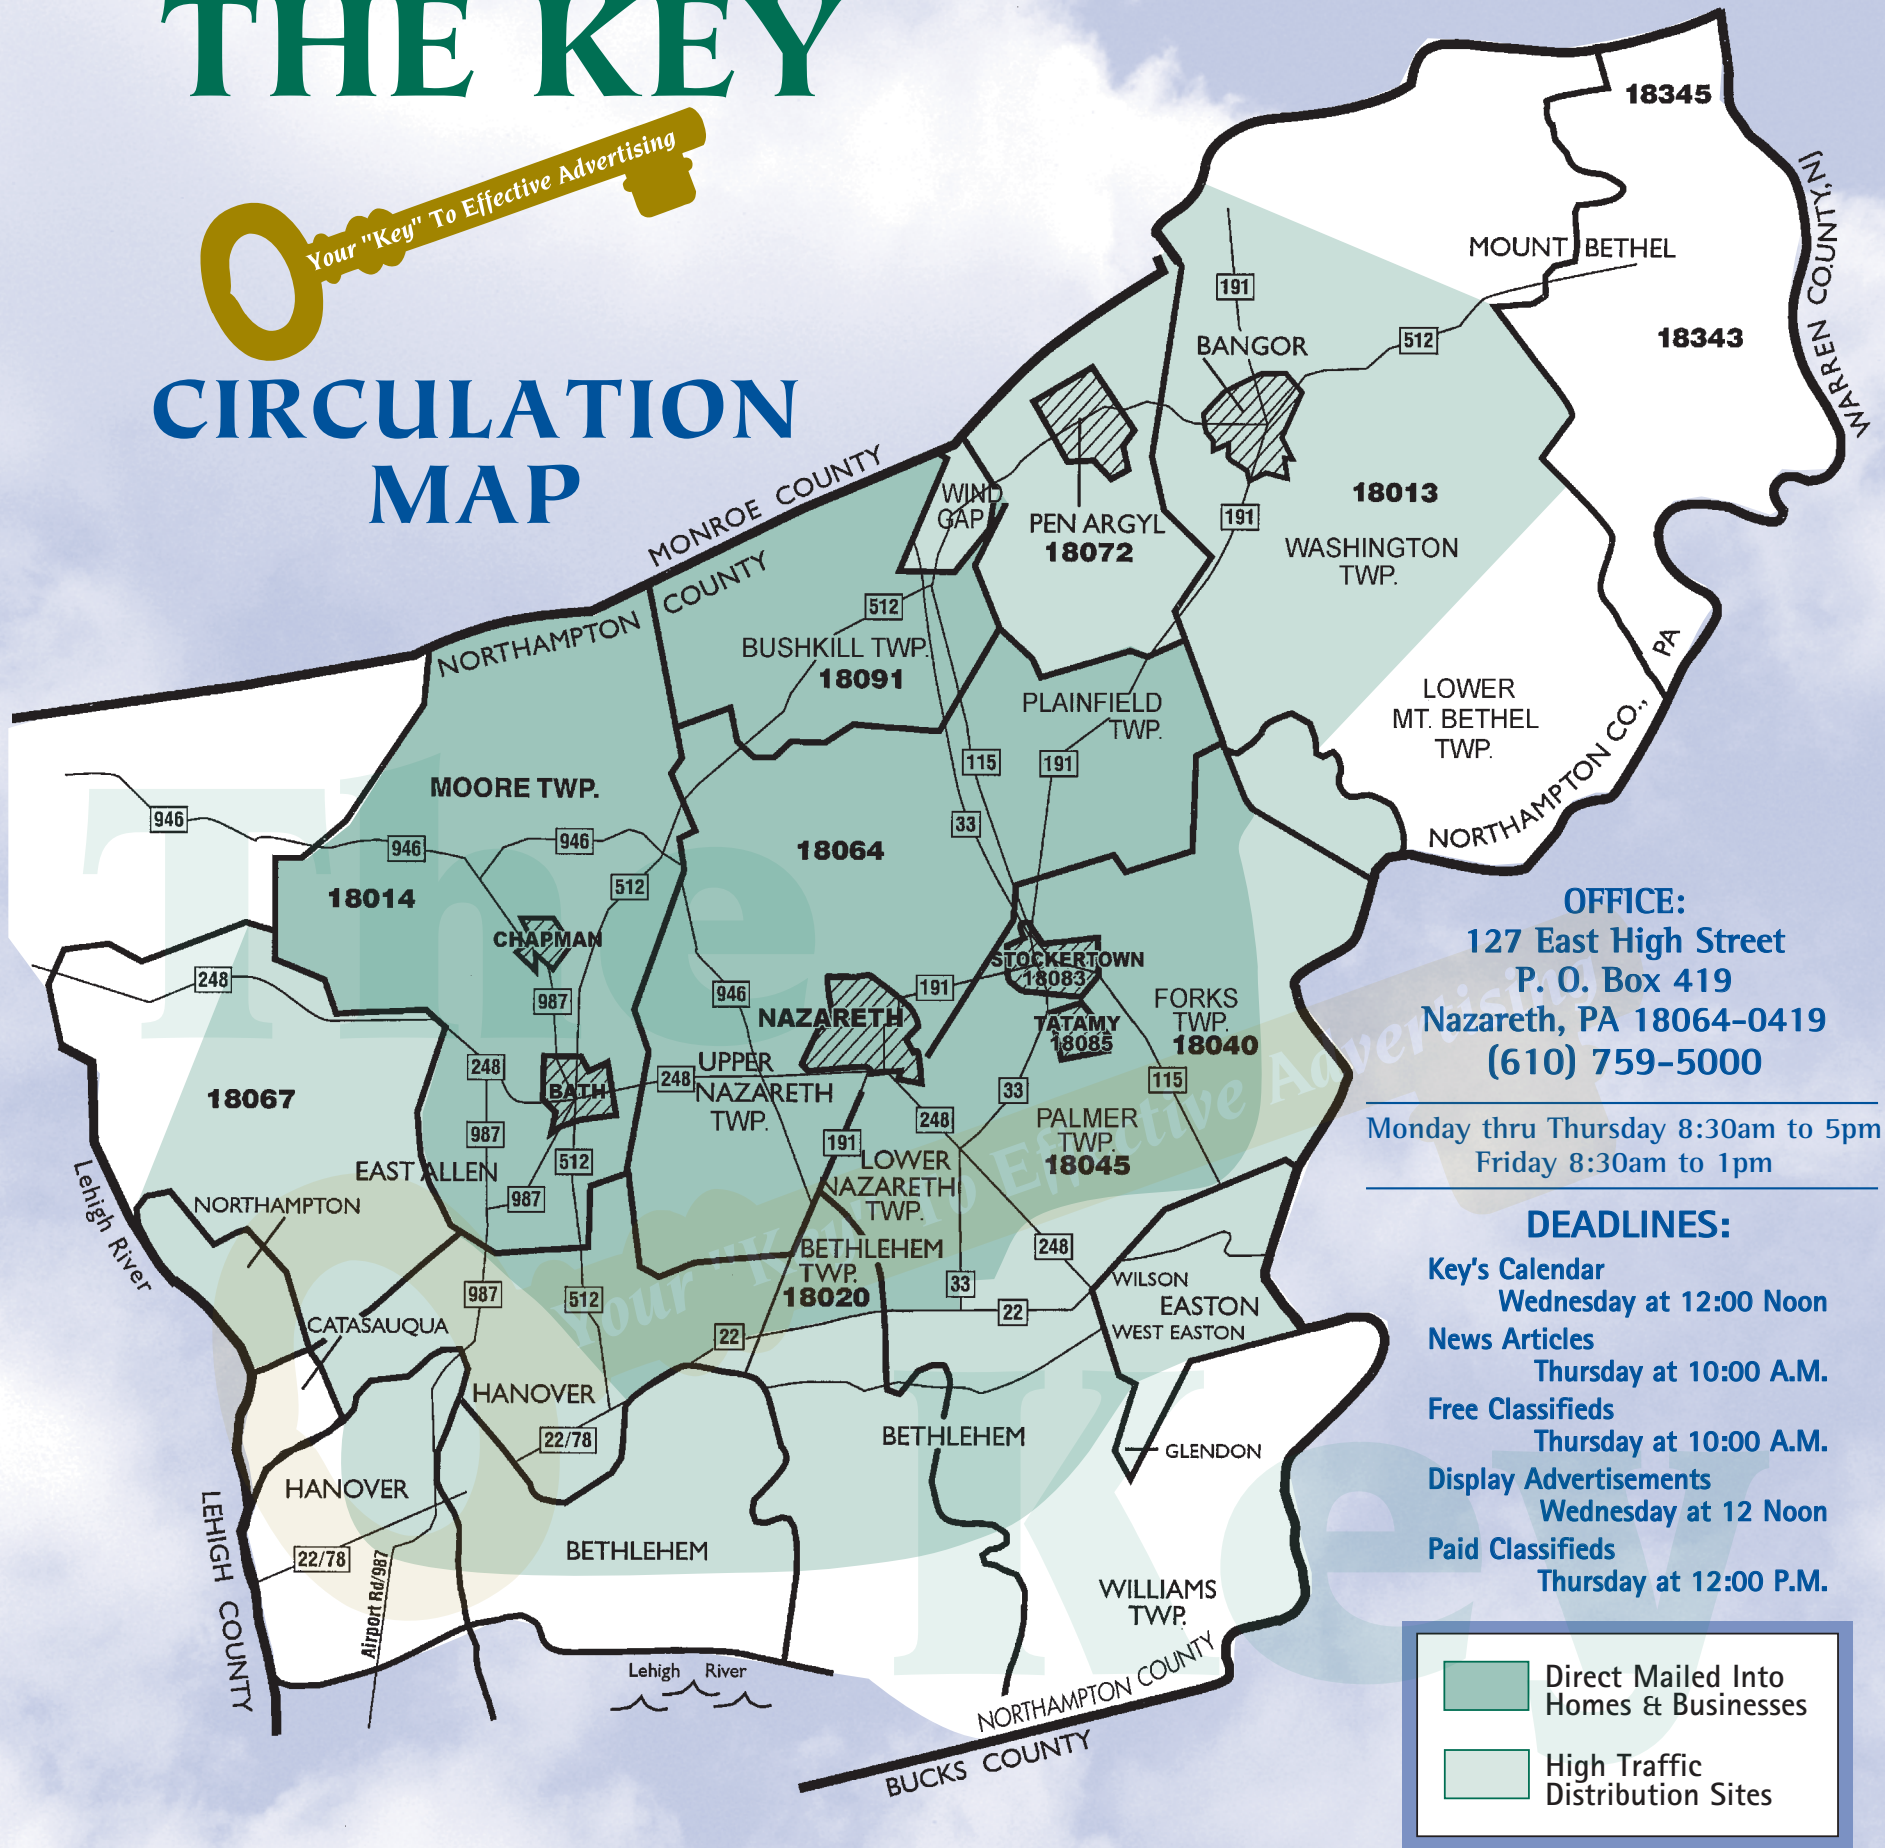 THE KEY
Your "Key" To Effective Advertising
CIRCULATION
MAP
18345
WARREN COUNTY, NJ
MOUNT BETHEL
191
18343
BANGOR
512
MONROE COUNTY
WIND
GAP
PEN ARGYL
18072
191
18013
WASHINGTON
TWP.
NORTHAMPTON COUNTY
512
BUSHKILL TWP.
18091
PLAINFIELD
TWP.
LOWER
MT. BETHEL
TWP.
NORTHAMPTON CO., PA
115
191
33
MOORE TWP.
946
946
946
18064
512
18014
CHAPMAN
248
987
946
191
NAZARETH
STOCKERTOWN
18083
TATAMY
18085
FORKS
TWP.
18040
248
BATH
248
UPPER
NAZARETH
TWP.
33
115
18067
987
248
PALMER
TWP.
18045
191
512
EAST ALLEN
987
LOWER
NAZARETH
TWP.
Lehigh River
NORTHAMPTON
BETHLEHEM
TWP.
18020
248
987
512
33
22
22
WILSON
EASTON
WEST EASTON
CATASAUQUA
HANOVER
22/78
BETHLEHEM
GLENDON
HANOVER
LEHIGH COUNTY
22/78
Airport Rd/987
BETHLEHEM
WILLIAMS
TWP.
Lehigh River
NORTHAMPTON COUNTY
BUCKS COUNTY
The
Key
Your "Key" To Effective Advertising
OFFICE:
127 East High Street
P. O. Box 419
Nazareth, PA 18064-0419
(610) 759-5000
Monday thru Thursday 8:30am to 5pm
Friday 8:30am to 1pm
DEADLINES:
Key's Calendar
Wednesday at 12:00 Noon
News Articles
Thursday at 10:00 A.M.
Free Classifieds
Thursday at 10:00 A.M.
Display Advertisements
Wednesday at 12 Noon
Paid Classifieds
Thursday at 12:00 P.M.
Direct Mailed Into
Homes & Businesses
High Traffic
Distribution Sites